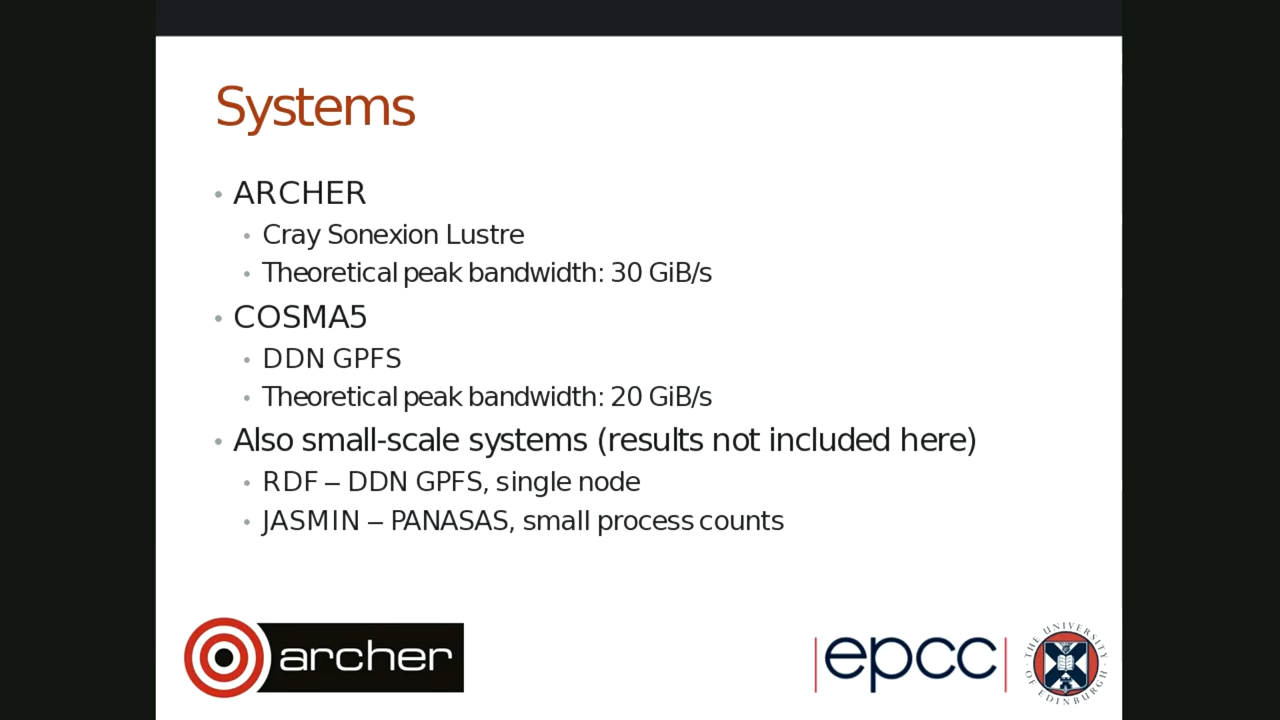 Systems
• ARCHER
• Cray Sonexion Lustre
• Theoretical peak bandwidth: 30 GiB/s
• COSMA5
• DDN GPFS
• Theoretical peak bandwidth: 20 GiB/s
• Also small-scale systems (results not included here)
• RDF – DDN GPFS, single node
• JASMIN – PANASAS, small process counts
archer
epcc
THE UNIVERSITY OF EDINBURGH